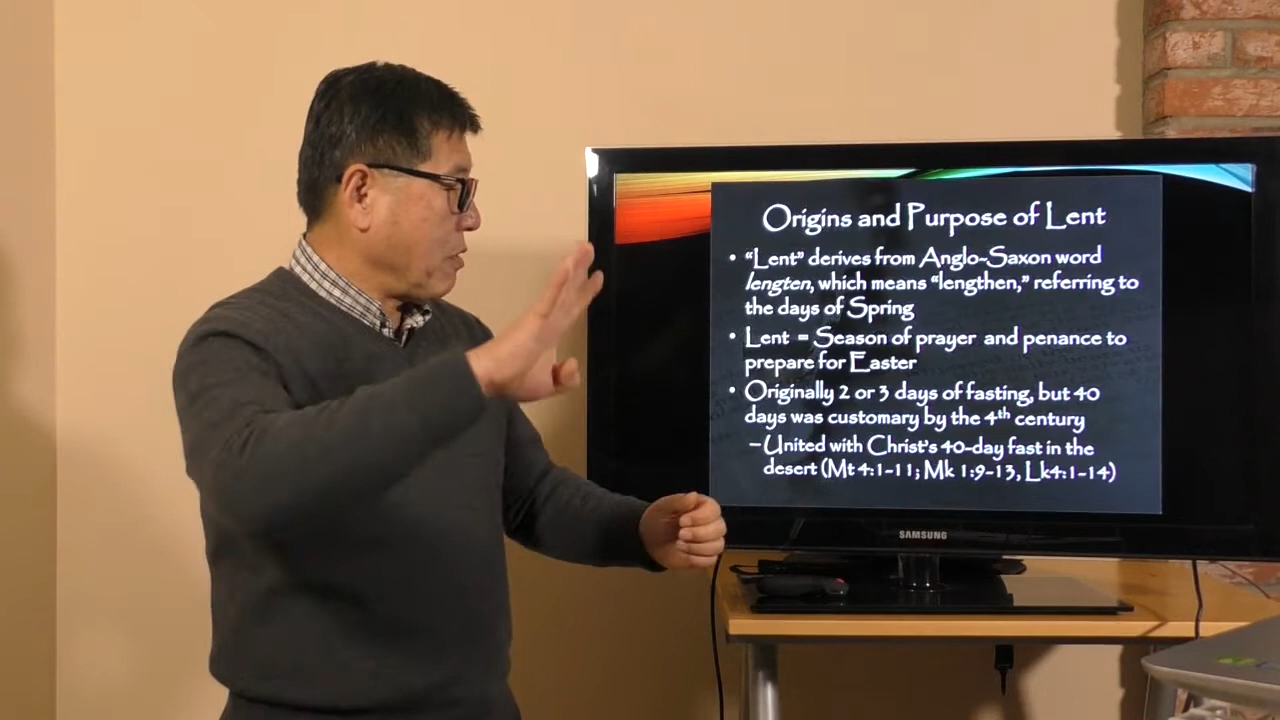 Origins and Purpose of Lent
• “Lent” derives from Anglo-Saxon word
lengten, which means “lengthen,” referring to
the days of Spring
• Lent = Season of prayer and penance to
prepare for Easter
• Originally 2 or 3 days of fasting, but 40
days was customary by the 4th century
–United with Christ's 40-day fast in the
desert (Mt 4:1-11; Mk 1:9-13, Lk4:1-14)
SAMSUNG